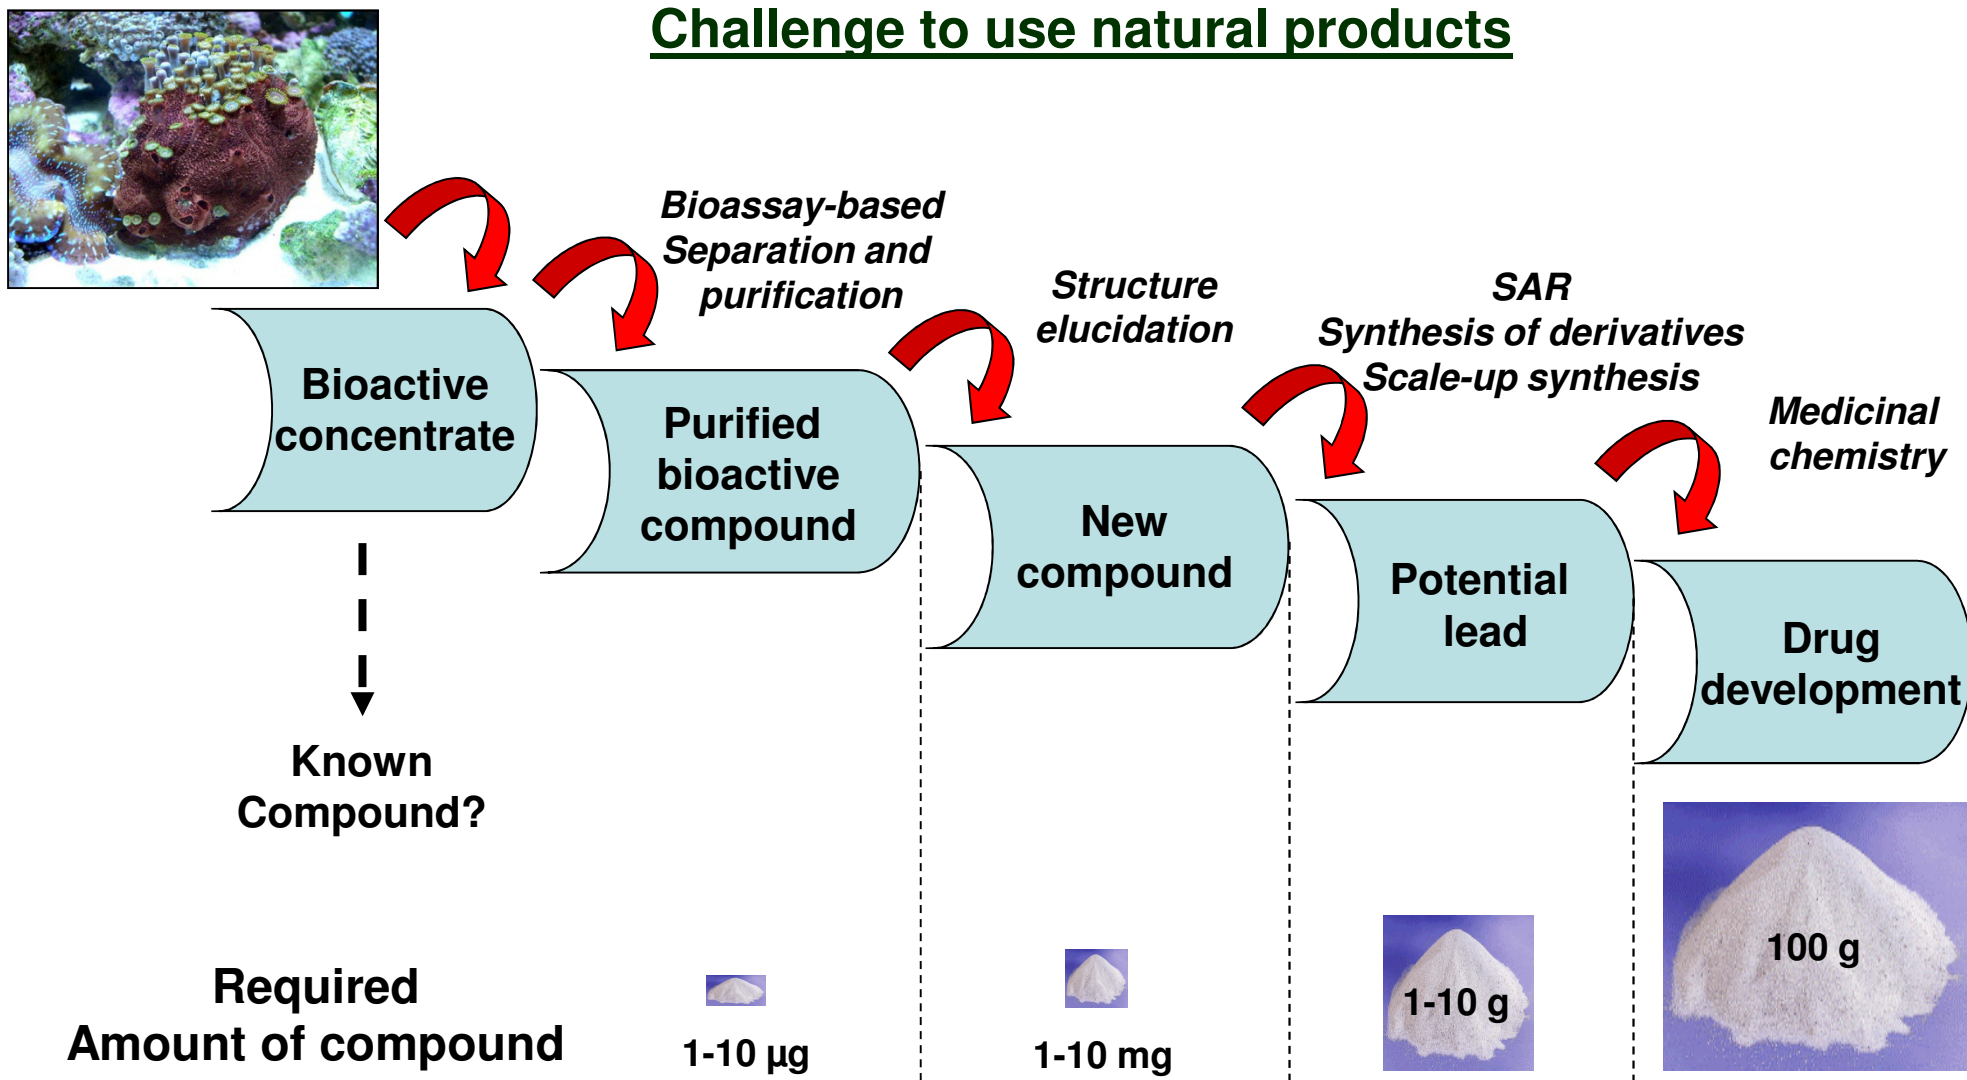 Challenge to use natural products
Bioassay-based
Separation and
purification
Structure
elucidation
SAR
Synthesis of derivatives
Scale-up synthesis
Medicinal
chemistry
Bioactive
concentrate
Purified
bioactive
compound
New
compound
Potential
lead
Drug
development
Known
Compound?
Required
Amount of compound
1-10 µg
1-10 mg
1-10 g
100 g